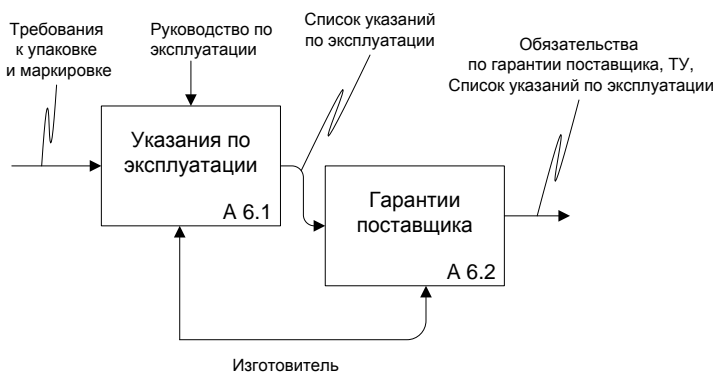 Требования
к упаковке
и маркировке
Руководство по
эксплуатации
Список указаний
по эксплуатации
Обязательства
по гарантии поставщика, ТУ,
Список указаний по эксплуатации
Указания по
эксплуатации
А 6.1
Гарантии
поставщика
А 6.2
Изготовитель